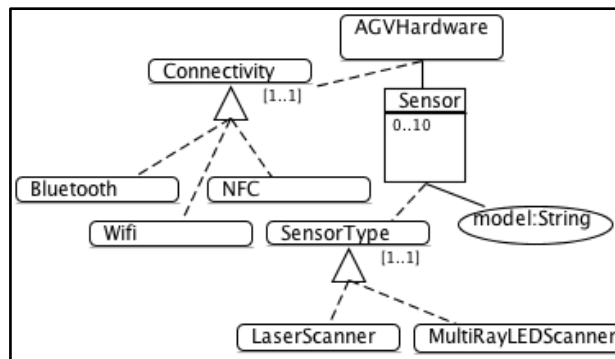 AGVHardware
Connectivity
[1..1]
Sensor
0..10
Bluetooth
NFC
Wifi
SensorType
[1..1]
model:String
LaserScanner
MultiRayLEDScanner